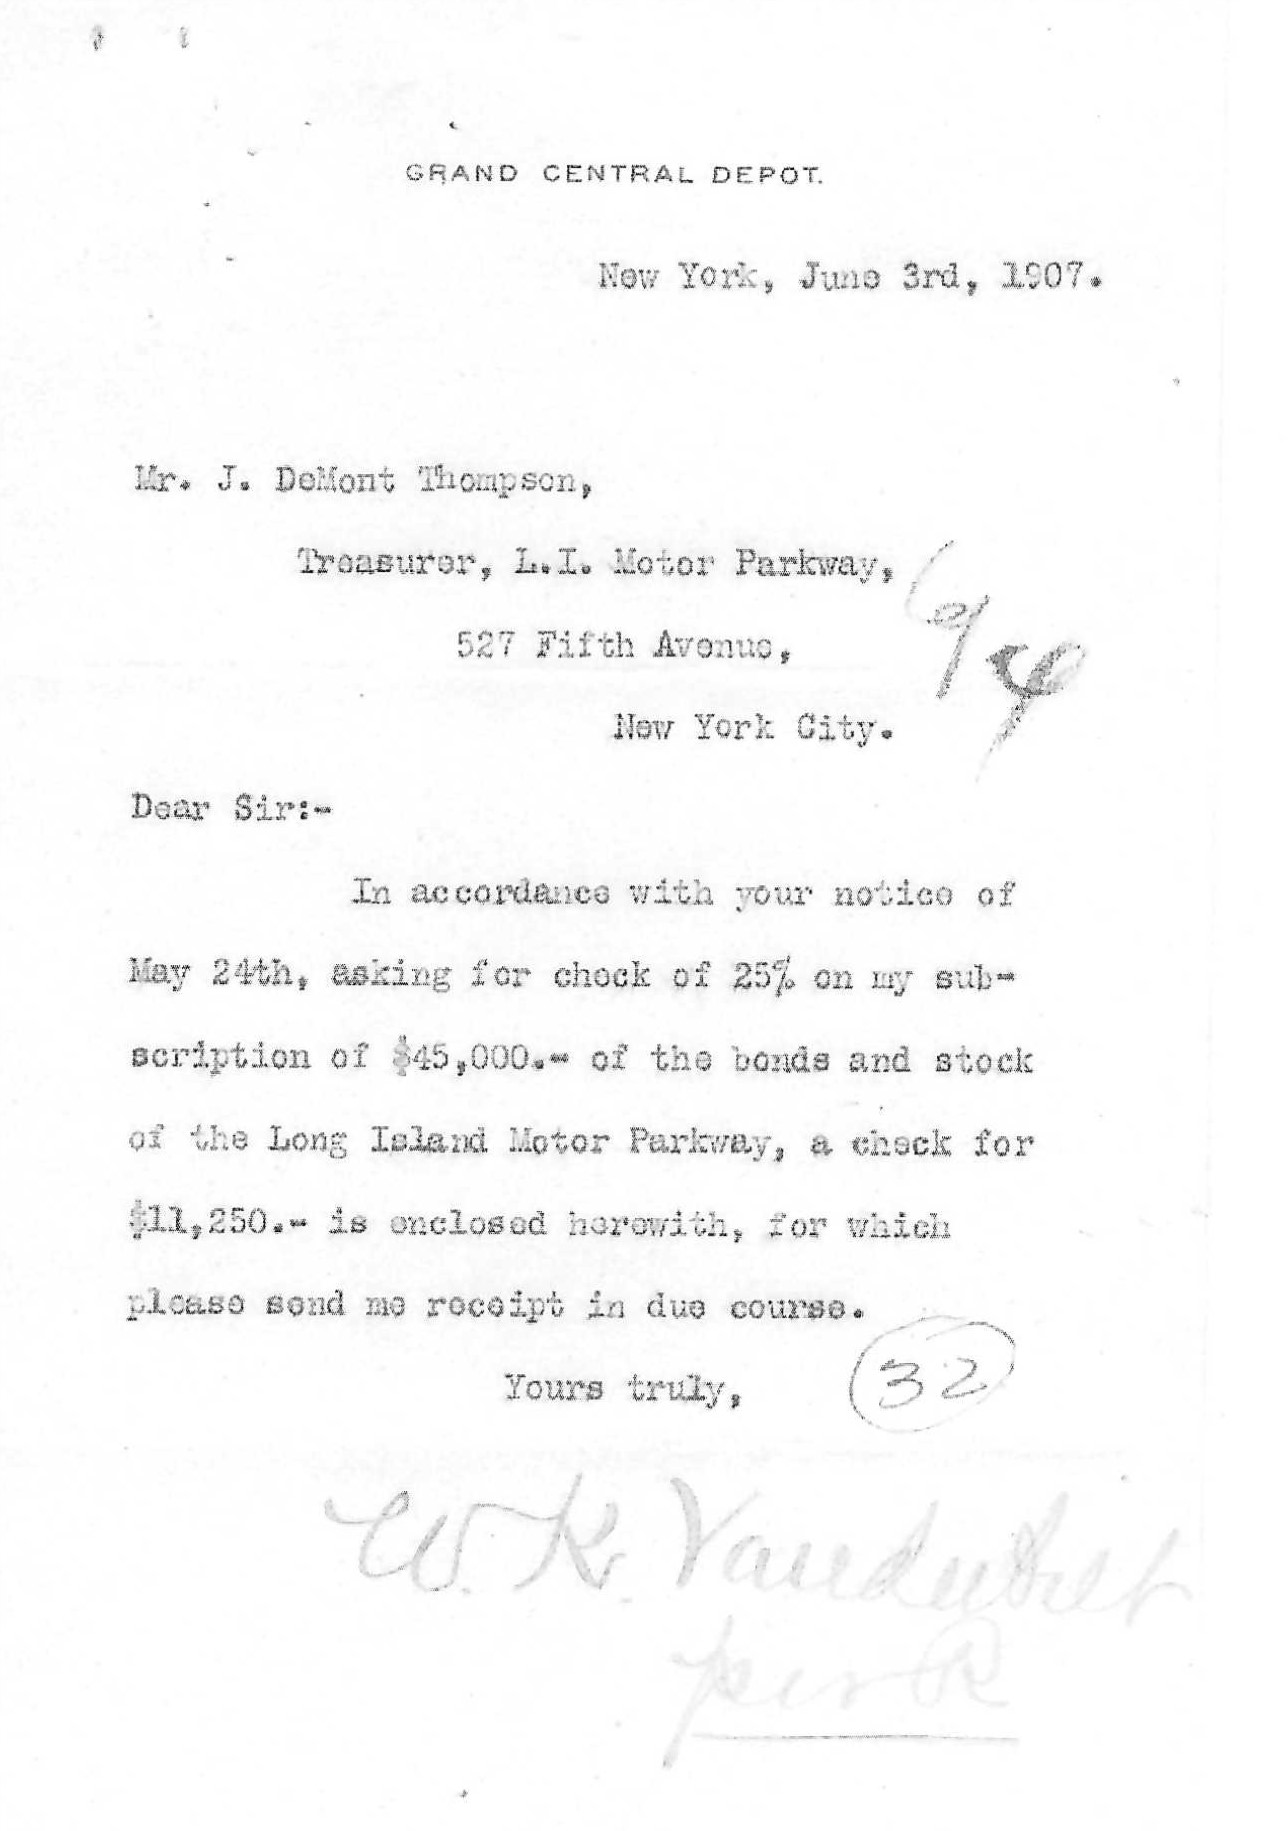 GRAND CENTRAL DEPOT.
New York, June 3rd, 1907.
Mr. J. DeMont Thompson,
Treasurer, L.I. Motor Parkway,
527 Fifth Avenue,
New York City.
Dear Sir:-
In accordance with your notice of
May 24th, asking for check of 25% on my sub-
scription of $45,000.- of the bonds and stock
of the Long Island Motor Parkway, a check for
$11,250.- is enclosed herewith, for which
please send me receipt in due course.
Yours truly,
32
W. K. Vanderbilt
per R